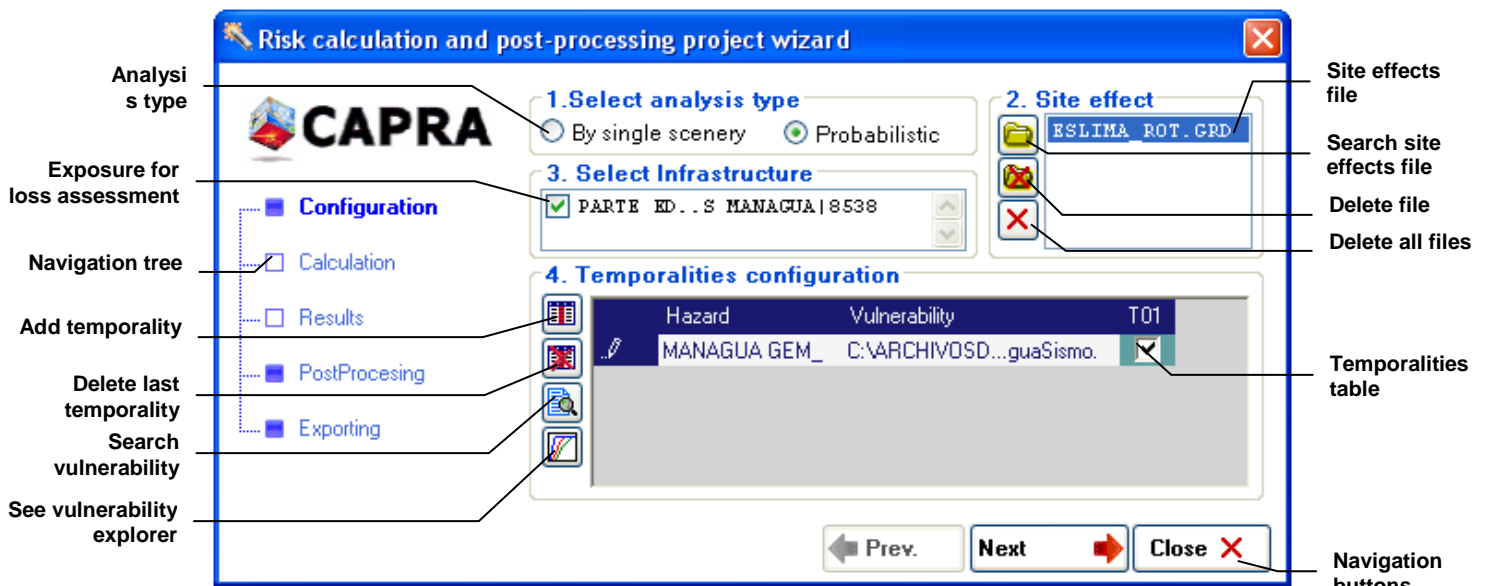 Risk calculation and post-processing project wizard
Analysi
s type
Exposure for
loss assessment
Navigation tree
Add temporality
Delete last
temporality
Search
vulnerability
See vulnerability
explorer
CAPRA
Configuration
Calculation
Results
PostProcesing
Exporting
1.Select analysis type
By single scenery
Probabilistic
3. Select Infrastructure
PARTE ED..S MANAGUA|8538
2. Site effect
ESLIMA_ROT.GRD
4. Temporalities configuration
Hazard Vulnerability T01
MANAGUA GEM_ C:\ARCHIVOSD...guaSismo.
Prev.
Next
Close
Site effects
file
Search site
effects file
Delete file
Delete all files
Temporalities
table
Navigation
buttons